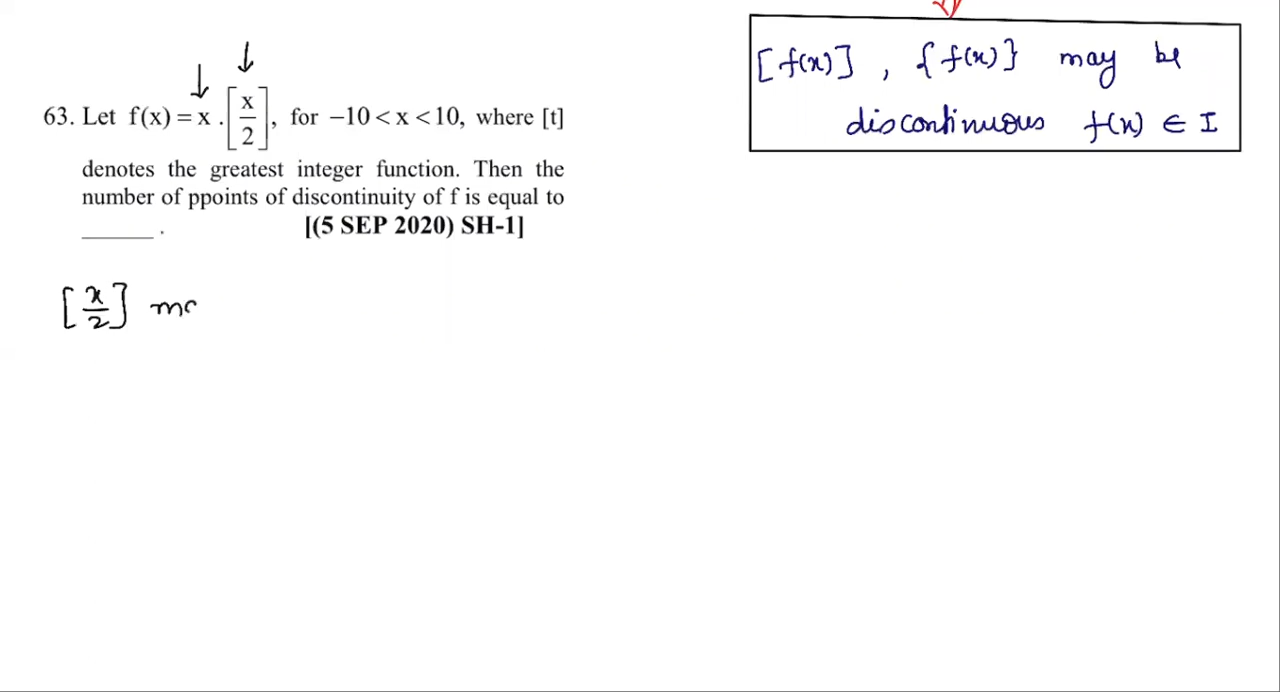 63. Let f(x) = x . [x/2], for −10 < x < 10, where [t]
denotes the greatest integer function. Then the
number of ppoints of discontinuity of f is equal to
_______ . [(5 SEP 2020) SH-1]
[f(x)] , {f(x)} may be
discontinuous f(x) ∈ I
[x/2]